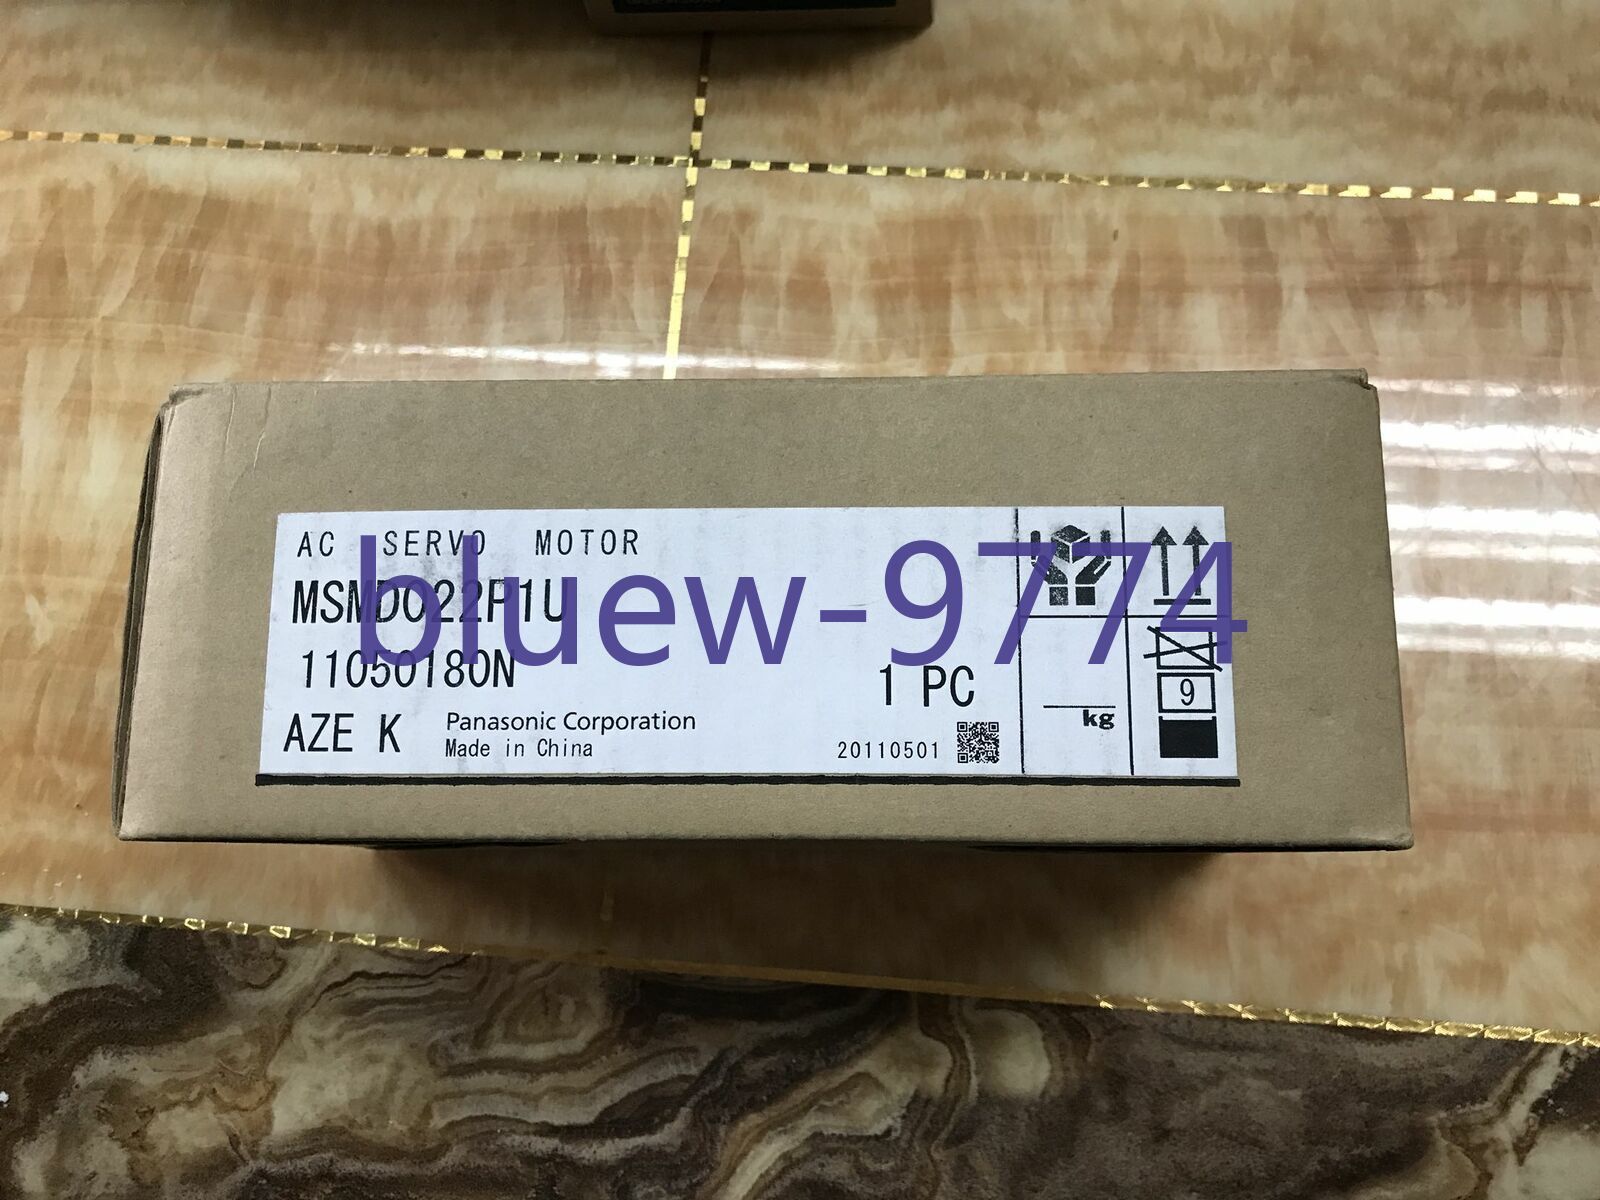 AC SERVO MOTOR
MSMD022P1U
bluew-9774
11050180N
1 PC
AZE K
Panasonic Corporation
Made in China
20110501
kg
9